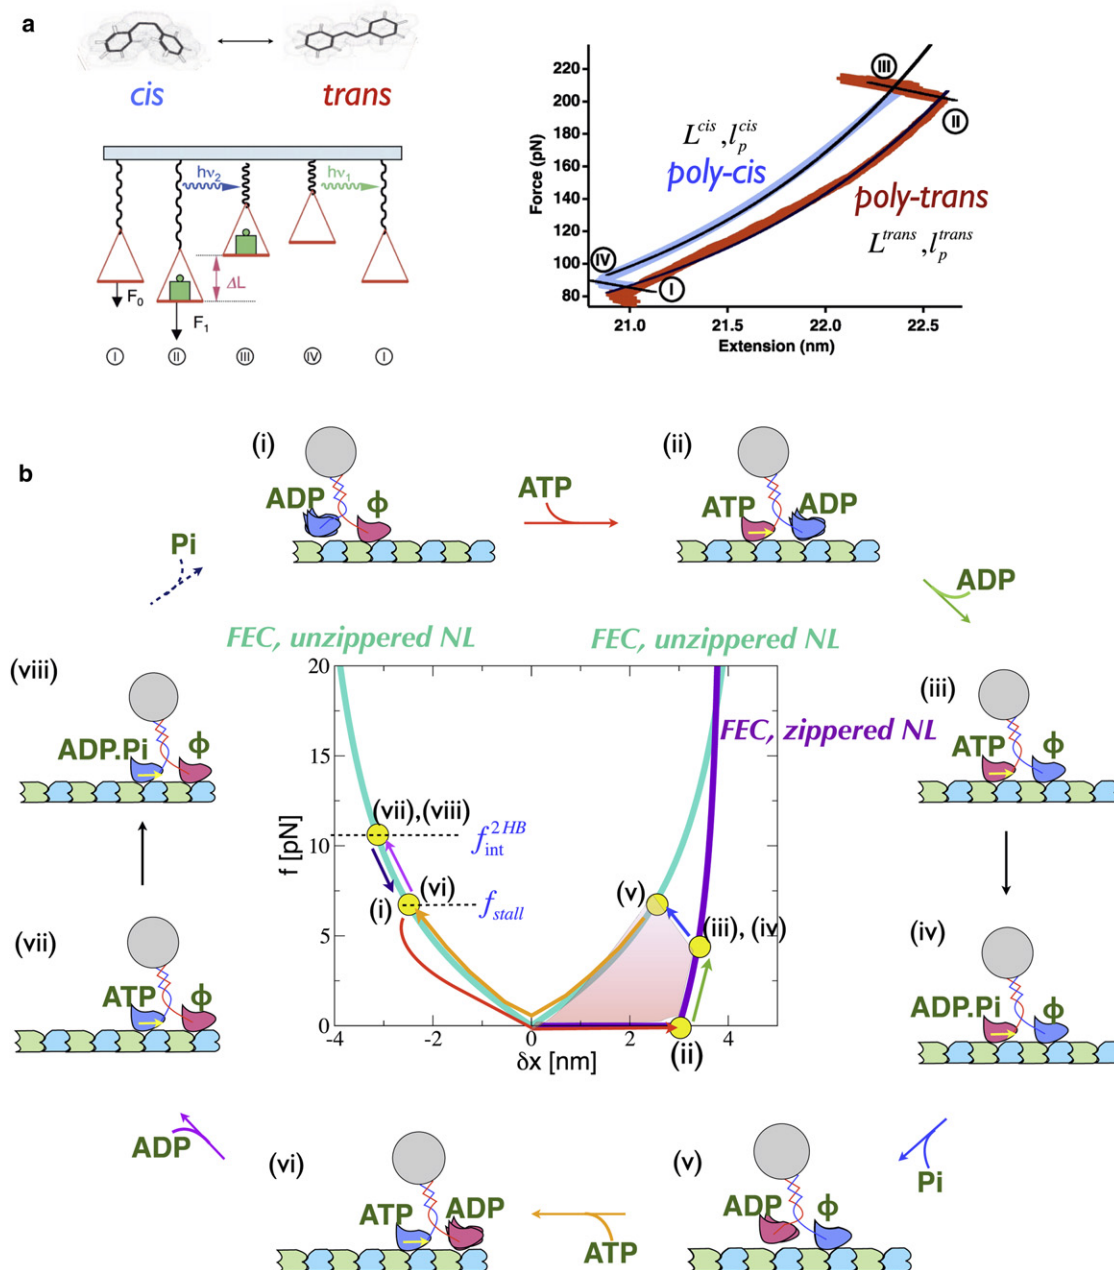 a
cis
trans
hν₂
hν₁
ΔL
F₀
F₁
I
II
III
IV
I
Force (pN)
220
200
180
160
140
120
100
80
21.0
21.5
22.0
22.5
Extension (nm)
III
II
IV
I
L^cis, l_p^cis
poly-cis
poly-trans
L^trans, l_p^trans
b
(i)
ADP
ϕ
ATP
(ii)
ATP
ADP
ADP
(iii)
ATP
ϕ
(iv)
ADP.Pi
ϕ
Pi
(v)
ADP
ϕ
ATP
(vi)
ATP
ADP
ADP
(vii)
ATP
ϕ
(viii)
ADP.Pi
ϕ
Pi
FEC, unzippered NL
FEC, unzippered NL
FEC, zippered NL
f [pN]
20
15
10
5
0
-4
-2
0
2
4
δx [nm]
(vii),(viii)
f_int^2HB
(vi)
(i)
f_stall
(v)
(iii), (iv)
(ii)